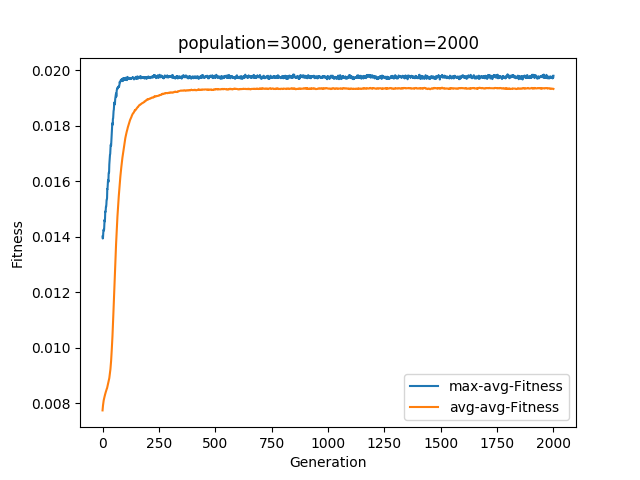 population=3000, generation=2000
0.020
0.018
0.016
0.014
0.012
0.010
0.008
Fitness
max-avg-Fitness
avg-avg-Fitness
0 250 500 750 1000 1250 1500 1750 2000
Generation